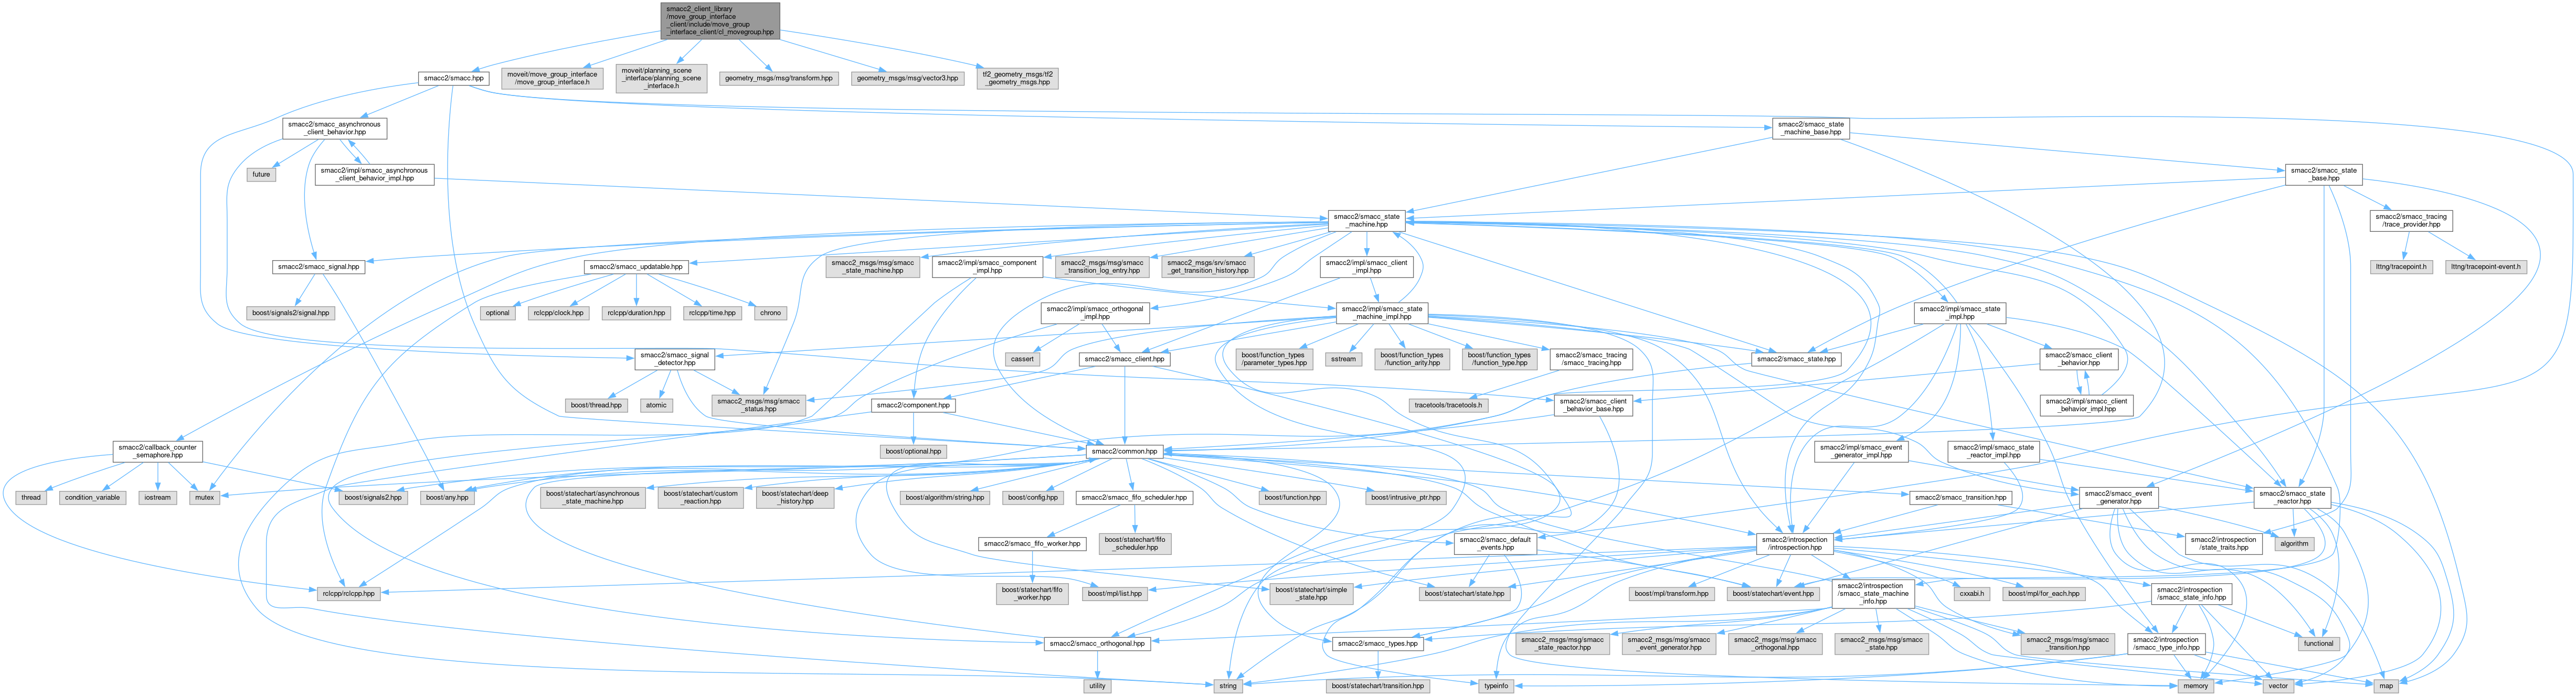 smacc2_client_library
/move_group_interface
_client/include/move_group
_interface_client/cl_movegroup.hpp
smacc2/smacc.hpp
moveit/move_group_interface
/move_group_interface.h
moveit/planning_scene
_interface/planning_scene
_interface.h
geometry_msgs/msg/transform.hpp
geometry_msgs/msg/vector3.hpp
tf2_geometry_msgs/tf2
_geometry_msgs.hpp
smacc2/smacc_asynchronous
_client_behavior.hpp
smacc2/smacc_state
_machine_base.hpp
future
smacc2/impl/smacc_asynchronous
_client_behavior_impl.hpp
smacc2/smacc_state
_base.hpp
smacc2/smacc_state
_machine.hpp
smacc2/smacc_tracing
/trace_provider.hpp
smacc2/smacc_signal.hpp
smacc2/smacc_updatable.hpp
smacc2_msgs/msg/smacc
_state_machine.hpp
smacc2/impl/smacc_component
_impl.hpp
smacc2_msgs/msg/smacc
_transition_log_entry.hpp
smacc2_msgs/srv/smacc
_get_transition_history.hpp
smacc2/impl/smacc_client
_impl.hpp
lttng/tracepoint.h
lttng/tracepoint-event.h
boost/signals2/signal.hpp
optional
rclcpp/clock.hpp
rclcpp/duration.hpp
rclcpp/time.hpp
chrono
smacc2/impl/smacc_orthogonal
_impl.hpp
smacc2/impl/smacc_state
_machine_impl.hpp
smacc2/impl/smacc_state
_impl.hpp
smacc2/smacc_signal
_detector.hpp
cassert
smacc2/smacc_client.hpp
boost/function_types
/parameter_types.hpp
sstream
boost/function_types
/function_arity.hpp
boost/function_types
/function_type.hpp
smacc2/smacc_tracing
/smacc_tracing.hpp
smacc2/smacc_state.hpp
smacc2/smacc_client
_behavior.hpp
boost/thread.hpp
atomic
smacc2_msgs/msg/smacc
_status.hpp
smacc2/component.hpp
tracetools/tracetools.h
smacc2/smacc_client
_behavior_base.hpp
smacc2/impl/smacc_client
_behavior_impl.hpp
smacc2/callback_counter
_semaphore.hpp
boost/optional.hpp
smacc2/common.hpp
smacc2/impl/smacc_event
_generator_impl.hpp
smacc2/impl/smacc_state
_reactor_impl.hpp
thread
condition_variable
iostream
mutex
boost/signals2.hpp
boost/any.hpp
boost/statechart/asynchronous
_state_machine.hpp
boost/statechart/custom
_reaction.hpp
boost/statechart/deep
_history.hpp
boost/algorithm/string.hpp
boost/config.hpp
smacc2/smacc_fifo_scheduler.hpp
boost/function.hpp
boost/intrusive_ptr.hpp
smacc2/smacc_transition.hpp
smacc2/smacc_event
_generator.hpp
smacc2/smacc_state
_reactor.hpp
smacc2/smacc_fifo_worker.hpp
boost/statechart/fifo
_scheduler.hpp
smacc2/smacc_default
_events.hpp
smacc2/introspection
/introspection.hpp
smacc2/introspection
/state_traits.hpp
algorithm
rclcpp/rclcpp.hpp
boost/statechart/fifo
_worker.hpp
boost/mpl/list.hpp
boost/statechart/simple
_state.hpp
boost/statechart/state.hpp
boost/mpl/transform.hpp
boost/statechart/event.hpp
smacc2/introspection
/smacc_state_machine
_info.hpp
cxxabi.h
boost/mpl/for_each.hpp
smacc2/introspection
/smacc_state_info.hpp
smacc2/smacc_orthogonal.hpp
smacc2/smacc_types.hpp
smacc2_msgs/msg/smacc
_state_reactor.hpp
smacc2_msgs/msg/smacc
_event_generator.hpp
smacc2_msgs/msg/smacc
_orthogonal.hpp
smacc2_msgs/msg/smacc
_state.hpp
smacc2_msgs/msg/smacc
_transition.hpp
smacc2/introspection
/smacc_type_info.hpp
functional
utility
string
boost/statechart/transition.hpp
typeinfo
memory
vector
map